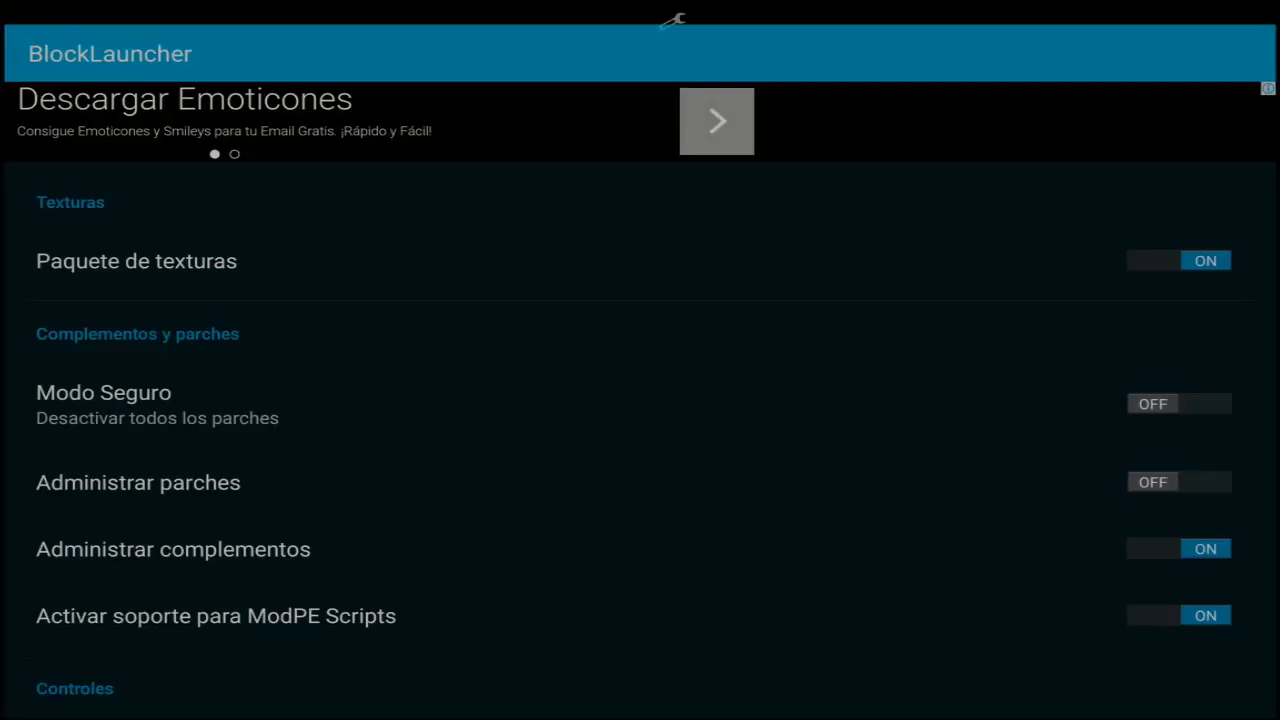 BlockLauncher
Descargar Emoticones
Consigue Emoticones y Smileys para tu Email Gratis. ¡Rápido y Fácil!
Texturas
Paquete de texturas
ON
Complementos y parches
Modo Seguro
Desactivar todos los parches
OFF
Administrar parches
OFF
Administrar complementos
ON
Activar soporte para ModPE Scripts
ON
Controles